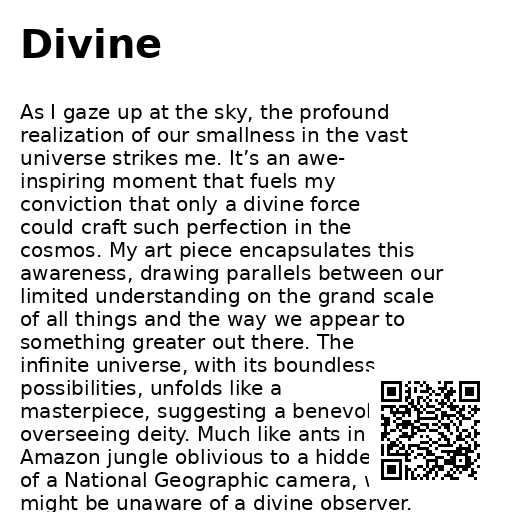 Divine
As I gaze up at the sky, the profound
realization of our smallness in the vast
universe strikes me. It’s an awe-
inspiring moment that fuels my
conviction that only a divine force
could craft such perfection in the
cosmos. My art piece encapsulates this
awareness, drawing parallels between our
limited understanding on the grand scale
of all things and the way we appear to
something greater out there. The
infinite universe, with its boundless
possibilities, unfolds like a
masterpiece, suggesting a benevol
overseeing deity. Much like ants in
Amazon jungle oblivious to a hidde
of a National Geographic camera,
might be unaware of a divine observer.